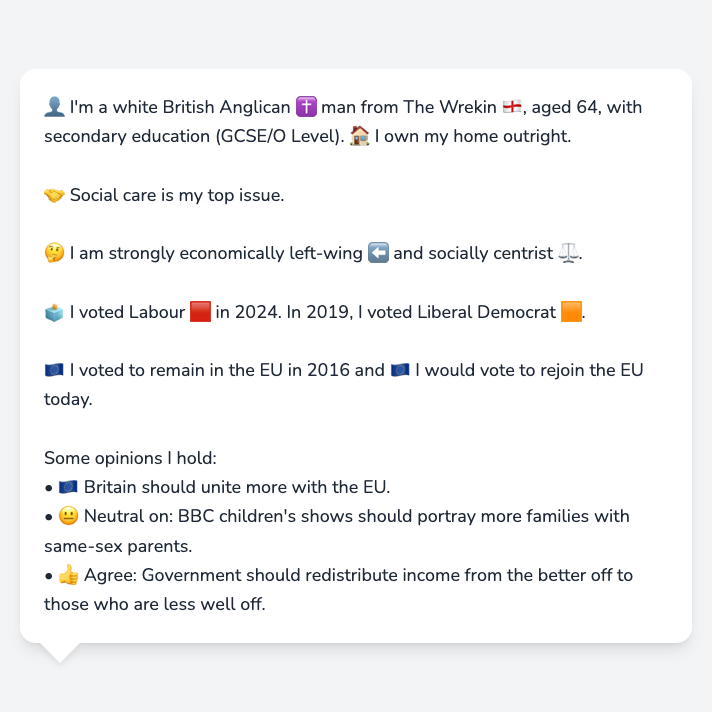 👤 I'm a white British Anglican ✝️ man from The Wrekin 🏴󠁧󠁢󠁥󠁮󠁧󠁿, aged 64, with
secondary education (GCSE/O Level). 🏠 I own my home outright.
🤝 Social care is my top issue.
🤔 I am strongly economically left-wing ⬅️ and socially centrist ⚖️.
🗳️ I voted Labour 🟥 in 2024. In 2019, I voted Liberal Democrat 🟧.
🇪🇺 I voted to remain in the EU in 2016 and 🇪🇺 I would vote to rejoin the EU
today.
Some opinions I hold:
• 🇪🇺 Britain should unite more with the EU.
• 😐 Neutral on: BBC children's shows should portray more families with
same-sex parents.
• 👍 Agree: Government should redistribute income from the better off to
those who are less well off.